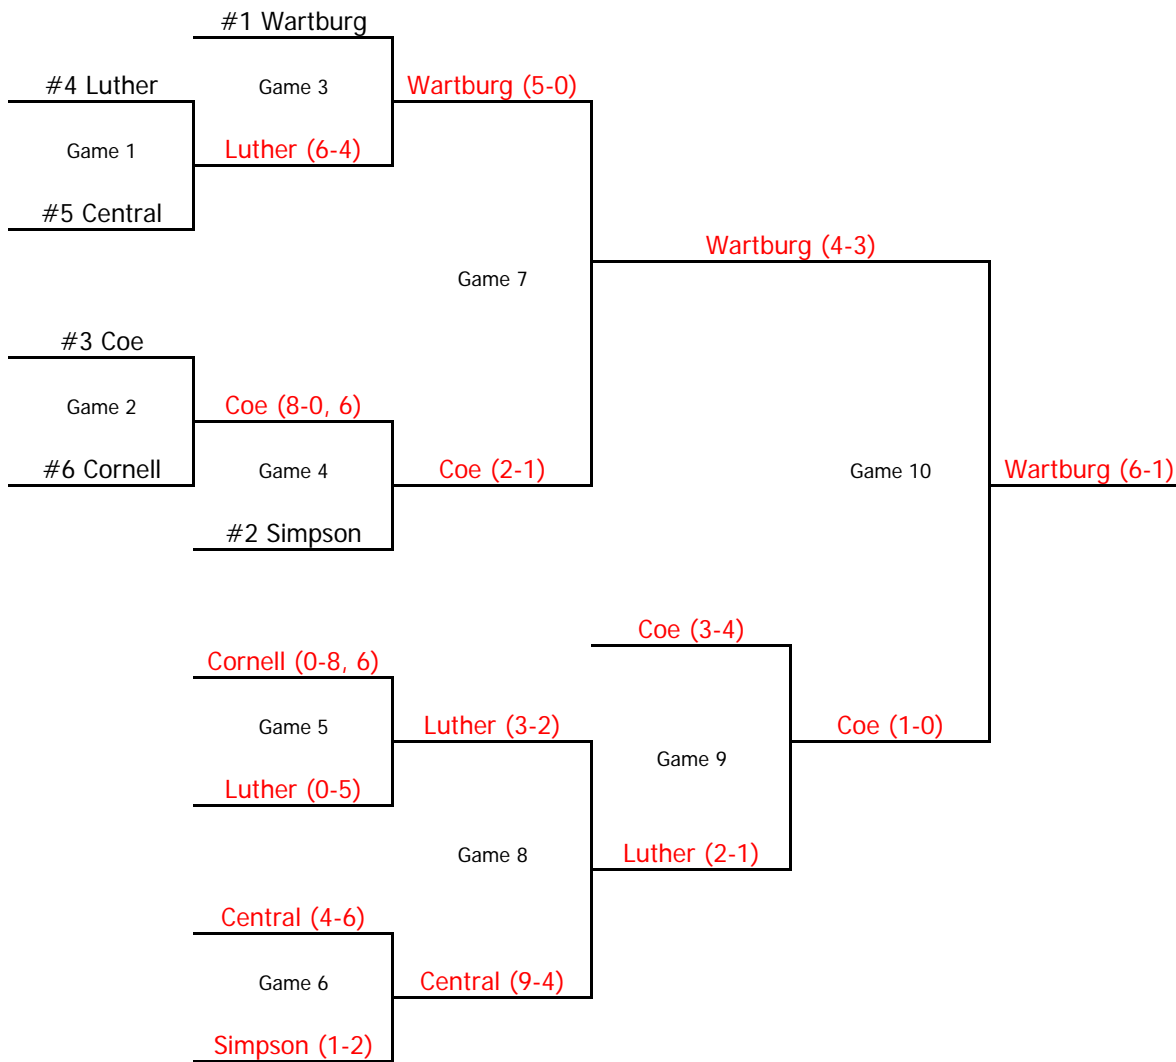 #1 Wartburg
#4 Luther
Game 3
Wartburg (5-0)
Game 1
Luther (6-4)
#5 Central
Wartburg (4-3)
Game 7
#3 Coe
Game 2
Coe (8-0, 6)
#6 Cornell
Game 4
Coe (2-1)
Game 10
Wartburg (6-1)
#2 Simpson
Coe (3-4)
Cornell (0-8, 6)
Game 5
Luther (3-2)
Coe (1-0)
Game 9
Luther (0-5)
Game 8
Luther (2-1)
Central (4-6)
Game 6
Central (9-4)
Simpson (1-2)